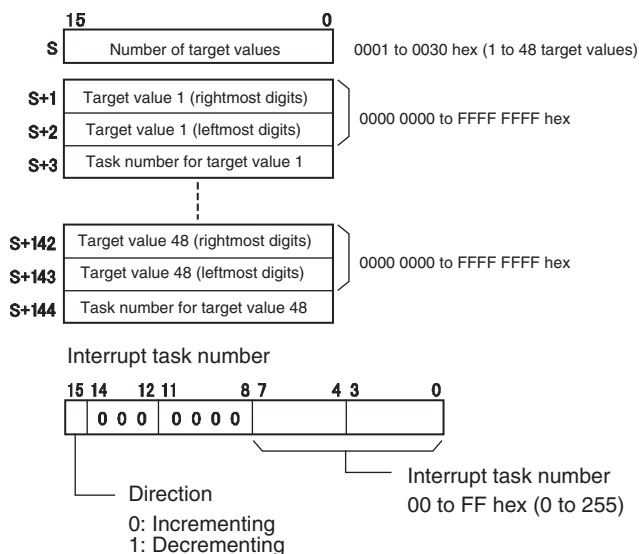 15 0
S Number of target values 0001 to 0030 hex (1 to 48 target values)
S+1 Target value 1 (rightmost digits)
0000 0000 to FFFF FFFF hex
S+2 Target value 1 (leftmost digits)
S+3 Task number for target value 1
S+142 Target value 48 (rightmost digits)
0000 0000 to FFFF FFFF hex
S+143 Target value 48 (leftmost digits)
S+144 Task number for target value 48
Interrupt task number
15 14 12 11 8 7 4 3 0
0 0 0 0 0 0 0
Interrupt task number
00 to FF hex (0 to 255)
Direction
0: Incrementing
1: Decrementing